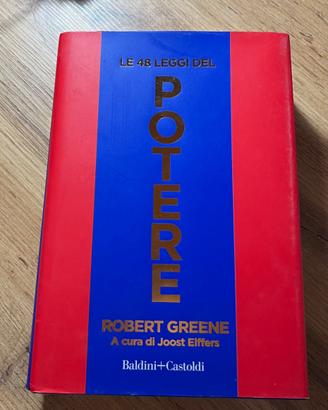 LE 48 LEGGI DEL
POTERE
ROBERT GREENE
A cura di Joost Elffers
Baldini+Castoldi